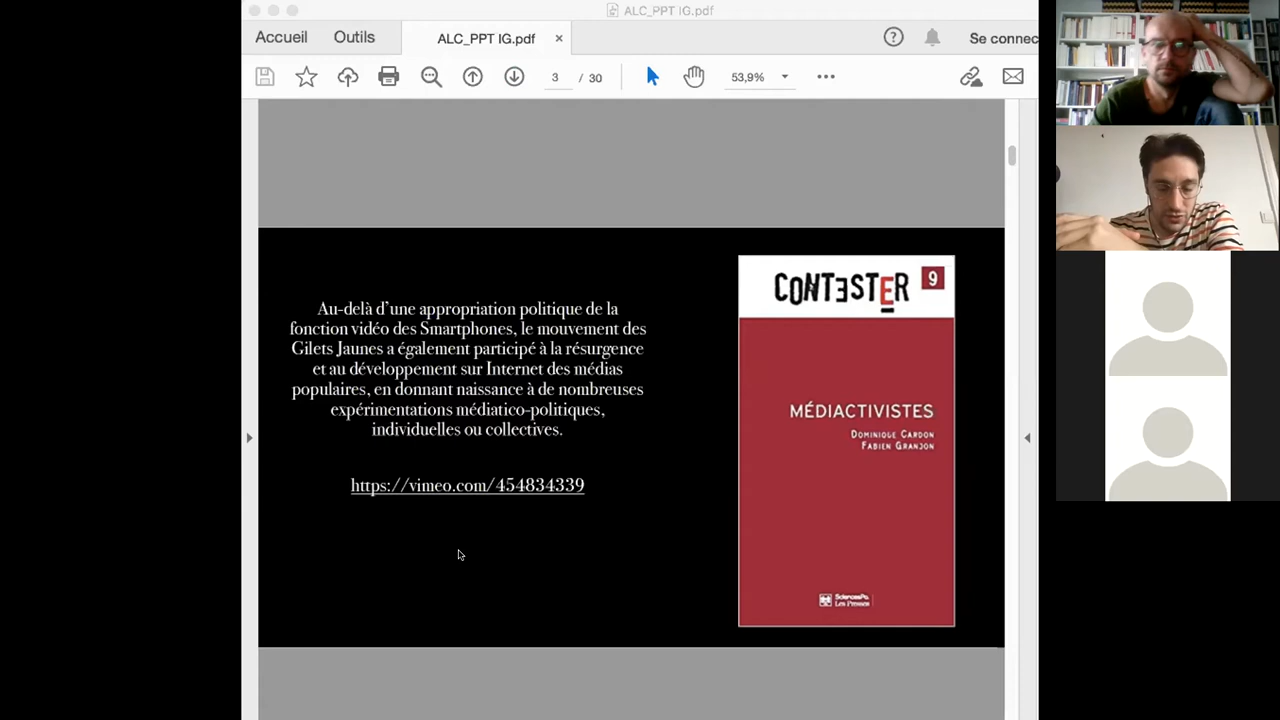 ALC_PPT IG.pdf
Accueil
Outils
ALC_PPT IG.pdf
×
Se connec
3
/ 30
53,9%
CONTESTER
9
Au-delà d'une appropriation politique de la
fonction vidéo des Smartphones, le mouvement des
Gilets Jaunes a également participé à la résurgence
et au développement sur Internet des médias
populaires, en donnant naissance à de nombreuses
expérimentations médiatico-politiques,
individuelles ou collectives.
https://vimeo.com/454834339
MÉDIACTIVISTES
DOMINIQUE CARDON
FABIEN GRANJON
SciencesPo.
Les Presses